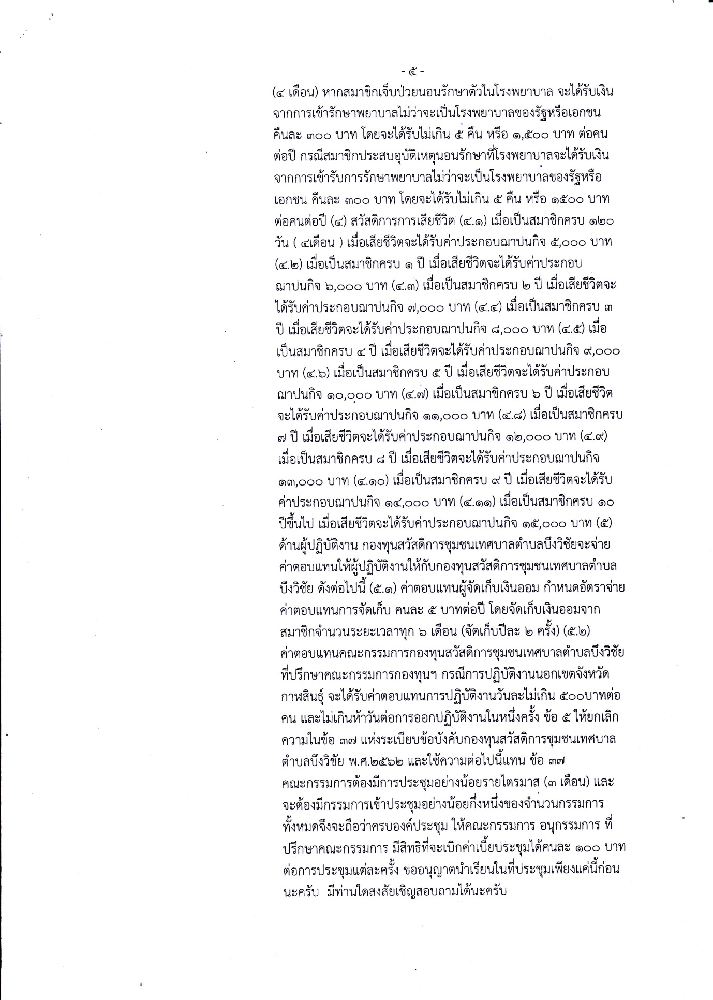 - ๕ -
(๔ เดือน) หากสมาชิกเจ็บป่วยนอนรักษาตัวในโรงพยาบาล จะได้รับเงิน
จากการเข้ารักษาพยาบาลไม่ว่าจะเป็นโรงพยาบาลของรัฐหรือเอกชน
คืนละ ๓๐๐ บาท โดยจะได้รับไม่เกิน ๕ คืน หรือ ๑,๕๐๐ บาท ต่อคน
ต่อปี กรณีสมาชิกประสบอุบัติเหตุนอนรักษาที่โรงพยาบาลจะได้รับเงิน
จากการเข้ารับการรักษาพยาบาลไม่ว่าจะเป็นโรงพยาบาลของรัฐหรือ
เอกชน คืนละ ๓๐๐ บาท โดยจะได้รับไม่เกิน ๕ คืน หรือ ๑๕๐๐ บาท
ต่อคนต่อปี (๔) สวัสดิการการเสียชีวิต (๔.๑) เมื่อเป็นสมาชิกครบ ๑๒๐
วัน ( ๔เดือน ) เมื่อเสียชีวิตจะได้รับค่าประกอบฌาปนกิจ ๕,๐๐๐ บาท
(๔.๒) เมื่อเป็นสมาชิกครบ ๑ ปี เมื่อเสียชีวิตจะได้รับค่าประกอบ
ฌาปนกิจ ๖,๐๐๐ บาท (๔.๓) เมื่อเป็นสมาชิกครบ ๒ ปี เมื่อเสียชีวิตจะ
ได้รับค่าประกอบฌาปนกิจ ๗,๐๐๐ บาท (๔.๔) เมื่อเป็นสมาชิกครบ ๓
ปี เมื่อเสียชีวิตจะได้รับค่าประกอบฌาปนกิจ ๘,๐๐๐ บาท (๔.๕) เมื่อ
เป็นสมาชิกครบ ๔ ปี เมื่อเสียชีวิตจะได้รับค่าประกอบฌาปนกิจ ๙,๐๐๐
บาท (๔.๖) เมื่อเป็นสมาชิกครบ ๕ ปี เมื่อเสียชีวิตจะได้รับค่าประกอบ
ฌาปนกิจ ๑๐,๐๐๐ บาท (๔.๗) เมื่อเป็นสมาชิกครบ ๖ ปี เมื่อเสียชีวิต
จะได้รับค่าประกอบฌาปนกิจ ๑๑,๐๐๐ บาท (๔.๘) เมื่อเป็นสมาชิกครบ
๗ ปี เมื่อเสียชีวิตจะได้รับค่าประกอบฌาปนกิจ ๑๒,๐๐๐ บาท (๔.๙)
เมื่อเป็นสมาชิกครบ ๘ ปี เมื่อเสียชีวิตจะได้รับค่าประกอบฌาปนกิจ
๑๓,๐๐๐ บาท (๔.๑๐) เมื่อเป็นสมาชิกครบ ๙ ปี เมื่อเสียชีวิตจะได้รับ
ค่าประกอบฌาปนกิจ ๑๔,๐๐๐ บาท (๔.๑๑) เมื่อเป็นสมาชิกครบ ๑๐
ปีขึ้นไป เมื่อเสียชีวิตจะได้รับค่าประกอบฌาปนกิจ ๑๕,๐๐๐ บาท (๕)
ด้านผู้ปฏิบัติงาน กองทุนสวัสดิการชุมชนเทศบาลตำบลบึงวิชัยจะจ่าย
ค่าตอบแทนให้ผู้ปฏิบัติงานให้กับกองทุนสวัสดิการชุมชนเทศบาลตำบล
บึงวิชัย ดังต่อไปนี้ (๕.๑) ค่าตอบแทนผู้จัดเก็บเงินออม กำหนดอัตราจ่าย
ค่าตอบแทนการจัดเก็บ คนละ ๕ บาทต่อปี โดยจัดเก็บเงินออมจาก
สมาชิกจำนวนระยะเวลาทุก ๖ เดือน (จัดเก็บปีละ ๒ ครั้ง) (๕.๒)
ค่าตอบแทนคณะกรรมการกองทุนสวัสดิการชุมชนเทศบาลตำบลบึงวิชัย
ที่ปรึกษาคณะกรรมการกองทุนฯ กรณีการปฏิบัติงานนอกเขตจังหวัด
กาฬสินธุ์ จะได้รับค่าตอบแทนการปฏิบัติงานวันละไม่เกิน ๕๐๐บาทต่อ
คน และไม่เกินห้าวันต่อการออกปฏิบัติงานในหนึ่งครั้ง ข้อ ๕ ให้ยกเลิก
ความในข้อ ๓๗ แห่งระเบียบข้อบังคับกองทุนสวัสดิการชุมชนเทศบาล
ตำบลบึงวิชัย พ.ศ.๒๕๖๒ และใช้ความต่อไปนี้แทน ข้อ ๓๗
คณะกรรมการต้องมีการประชุมอย่างน้อยรายไตรมาส (๓ เดือน) และ
จะต้องมีกรรมการเข้าประชุมอย่างน้อยกึ่งหนึ่งของจำนวนกรรมการ
ทั้งหมดจึงจะถือว่าครบองค์ประชุม ให้คณะกรรมการ อนุกรรมการ ที่
ปรึกษาคณะกรรมการ มีสิทธิที่จะเบิกค่าเบี้ยประชุมได้คนละ ๑๐๐ บาท
ต่อการประชุมแต่ละครั้ง ขออนุญาตนำเรียนในที่ประชุมเพียงแค่นี้ก่อน
นะครับ  มีท่านใดสงสัยเชิญสอบถามได้นะครับ